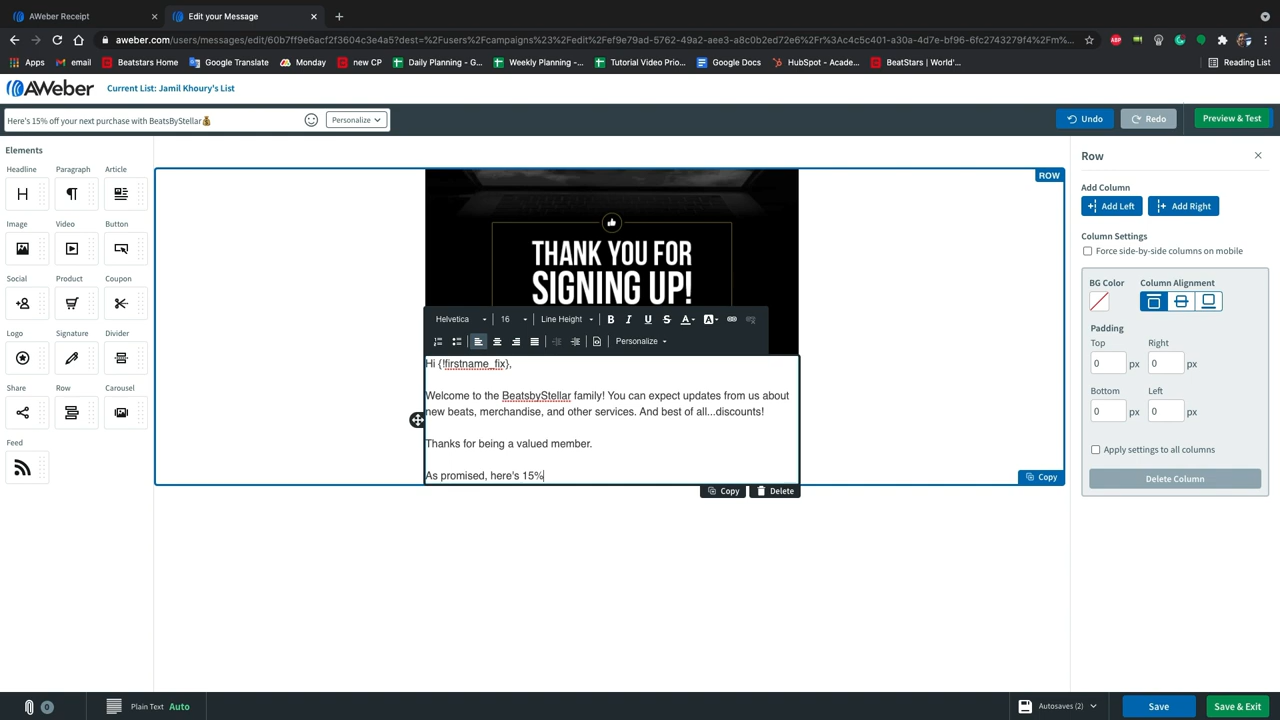 AWeber Receipt
Edit your Message
aweber.com/users/messages/edit/60b7ff9e6acf2f3604c3e4a5?dest=%2Fusers%2Fcampaigns%23%2Fedit%2Fef9e79ad-5762-49a2-aee3-a8c0b2ed72e6%2Fr%3Ac4c5c401-a30a-4d7e-bf96-6fc2743279f4%2Fm%...
Apps
email
Beatstars Home
Google Translate
Monday
new CP
Daily Planning - G...
Weekly Planning -...
Tutorial Video Prio...
Google Docs
HubSpot - Acade...
BeatStars | World'...
Reading List
AWeber
Current List: Jamil Khoury's List
Here's 15% off your next purchase with BeatsByStellar💰
Personalize
Undo
Redo
Preview & Test
Elements
Headline
Paragraph
Article
Image
Video
Button
Social
Product
Coupon
Logo
Signature
Divider
Share
Row
Carousel
Feed
ROW
THANK YOU FOR
SIGNING UP!
Helvetica
16
Line Height
B I U S A A
Personalize
Hi {!firstname_fix},
Welcome to the BeatsbyStellar family! You can expect updates from us about
new beats, merchandise, and other services. And best of all...discounts!
Thanks for being a valued member.
As promised, here's 15%
Copy
Copy
Delete
Row
Add Column
Add Left
Add Right
Column Settings
Force side-by-side columns on mobile
BG Color
Column Alignment
Padding
Top
Right
0 px
0 px
Bottom
Left
0 px
0 px
Apply settings to all columns
Delete Column
0
Plain Text Auto
Autosaves (2)
Save
Save & Exit